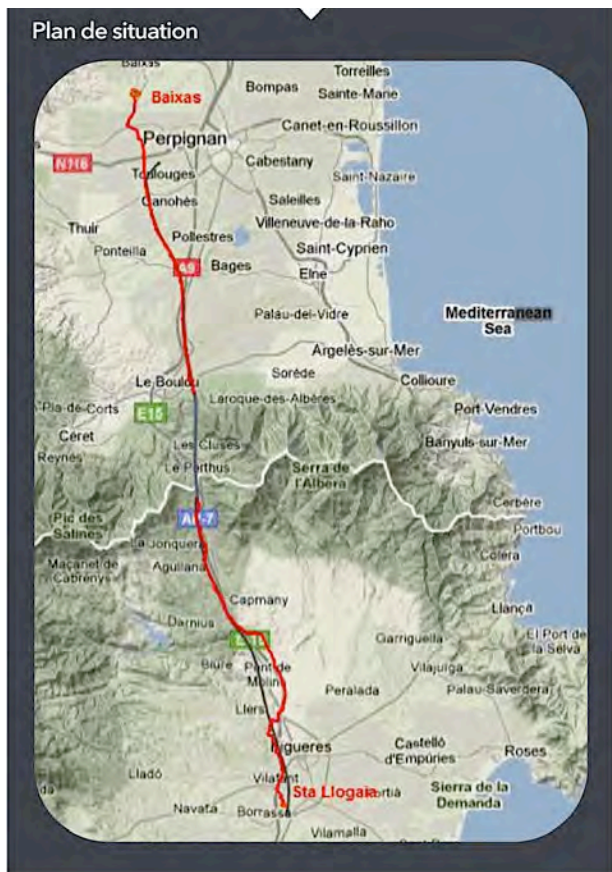 Plan de situation
Baixas
Baixas
Torreilles
Bompas
Sainte-Marie
Perpignan
Canet-en-Roussillon
N116
Cabestany
Toulouges
Saint-Nazaire
Canohès
Saleilles
Thuir
Villeneuve-de-la-Raho
Pollestres
Ponteilla
Saint-Cyprien
A9
Bages
Elne
Palau-del-Vidre
Mediterranean
Sea
Argelès-sur-Mer
Le Boulou
Sorède
Collioure
Laroque-des-Albères
E15
Port-Vendres
Céret
Les Cluses
Banyuls-sur-Mer
Reynès
Le Perthus
Serra de
l'Albera
Cerbère
Pic des
Salines
AP-7
Portbou
La Jonquera
Colera
Maçanet de
Cabrenys
Agullana
Capmany
Llançà
Darnius
Garriguella
El Port de
la Selva
Biure
Pont de
Molin
Vilajuïga
Peralada
Palau-Saverdera
Llers
Figueres
Castelló
d'Empúries
Roses
Lladó
Vilafant
Sta Llogaia
Sierra de la
Demanda
Navata
Borrassà
Vilamalla